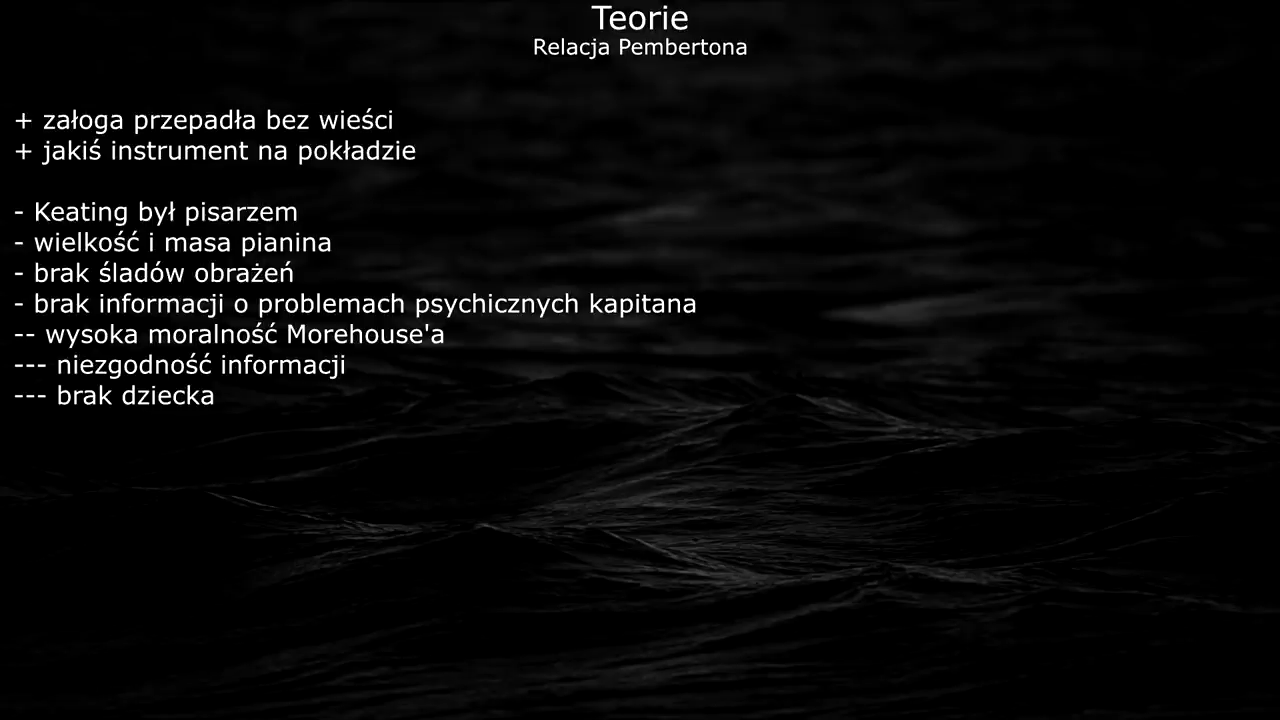 Teorie
Relacja Pembertona
+ załoga przepadła bez wieści
+ jakiś instrument na pokładzie
- Keating był pisarzem
- wielkość i masa pianina
- brak śladów obrażeń
- brak informacji o problemach psychicznych kapitana
-- wysoka moralność Morehouse'a
--- niezgodność informacji
--- brak dziecka